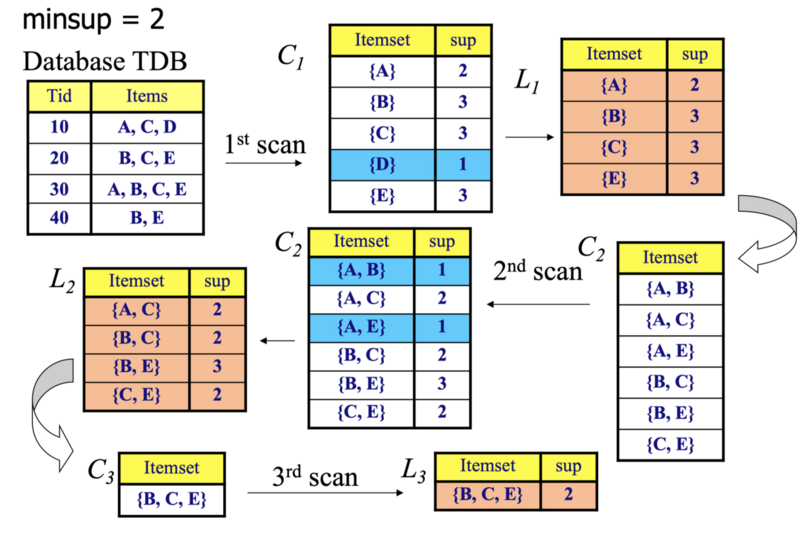 minsup = 2
Database TDB
Tid Items
10 A, C, D
20 B, C, E
30 A, B, C, E
40 B, E
1st scan
C1
Itemset sup
{A} 2
{B} 3
{C} 3
{D} 1
{E} 3
L1
Itemset sup
{A} 2
{B} 3
{C} 3
{E} 3
C2
Itemset
{A, B}
{A, C}
{A, E}
{B, C}
{B, E}
{C, E}
2nd scan
C2
Itemset sup
{A, B} 1
{A, C} 2
{A, E} 1
{B, C} 2
{B, E} 3
{C, E} 2
L2
Itemset sup
{A, C} 2
{B, C} 2
{B, E} 3
{C, E} 2
C3
Itemset
{B, C, E}
3rd scan
L3
Itemset sup
{B, C, E} 2